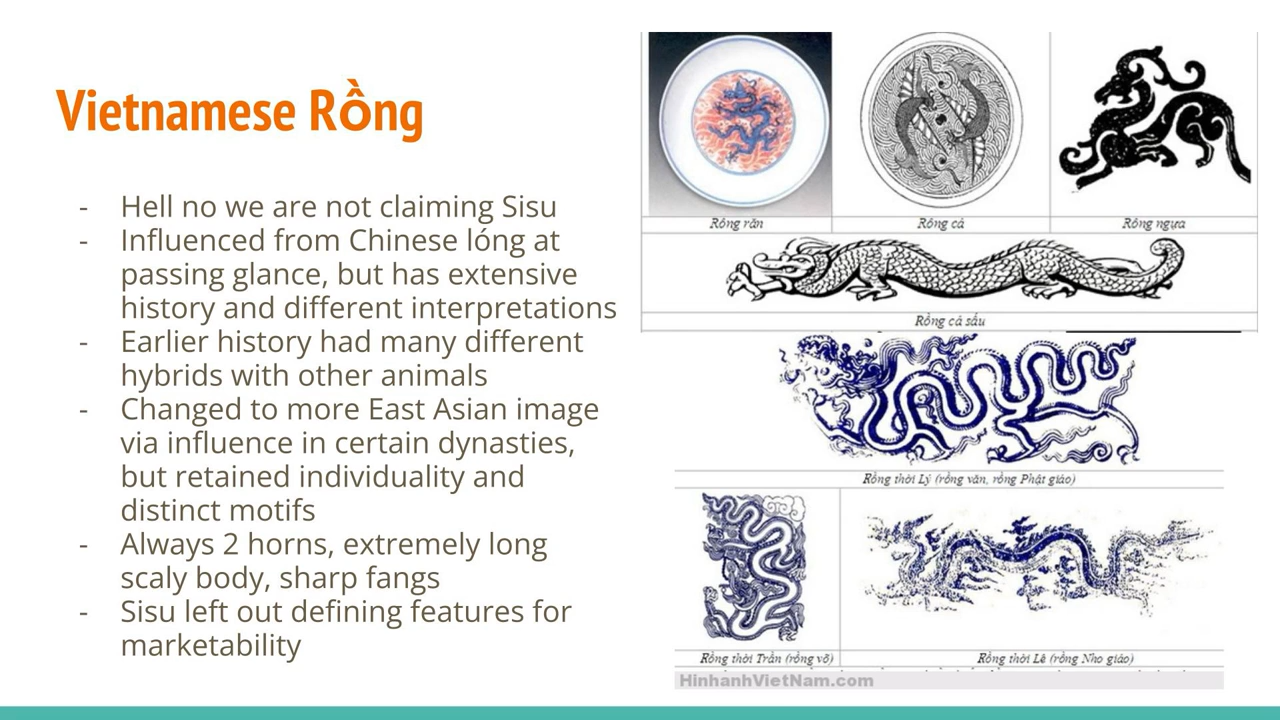 Vietnamese Rồng
- Hell no we are not claiming Sisu
- Influenced from Chinese lóng at
passing glance, but has extensive
history and different interpretations
- Earlier history had many different
hybrids with other animals
- Changed to more East Asian image
via influence in certain dynasties,
but retained individuality and
distinct motifs
- Always 2 horns, extremely long
scaly body, sharp fangs
- Sisu left out defining features for
marketability
Rồng rắn
Rồng cá
Rồng ngựa
Rồng cá sấu
Rồng thời Lý (rồng văn, rồng Phật giáo)
Rồng thời Trần (rồng võ)
Rồng thời Lê (rồng Nho giáo)
HinhanhVietNam.com